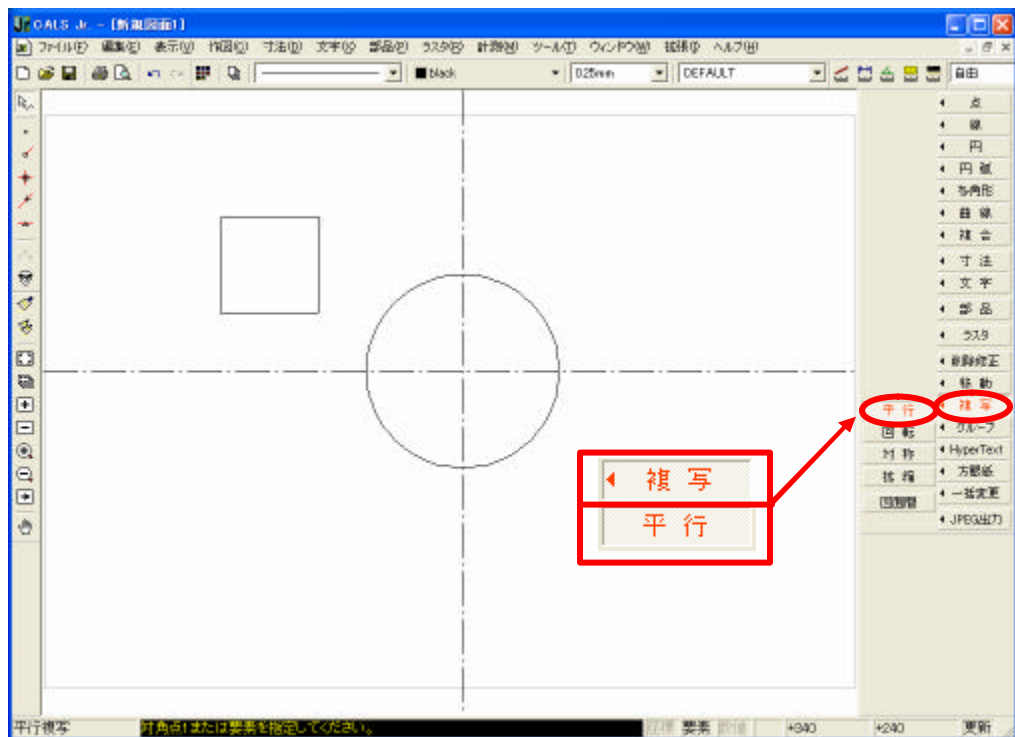 CALS Jr. - [新規図面1]
ファイル(F) 編集(E) 表示(V) 作図(C) 寸法(D) 文字(X) 部品(P) ラスタ(R) 計測(M) ツール(T) ウィンドウ(W) 拡張(I) ヘルプ(H)
black 0.25mm DEFAULT 自由
点
線
円
円弧
多角形
曲線
複合
寸法
文字
部品
ラスタ
削除修正
移動
平行 複写
回転 グループ
対称 HyperText
拡縮 方眼紙
図面間 一括変更
JPEG出力
複写
平行
平行複写 対角点1または要素を指定してください。 座標 要素 数値 +340 +240 更新